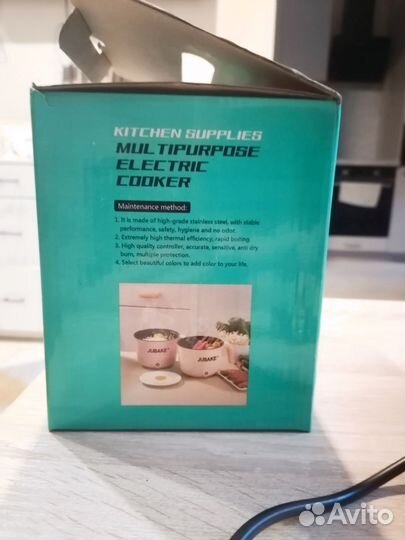 KITCHEN SUPPLIES
MULTIPURPOSE
ELECTRIC
COOKER
Maintenance method:
1. It is made of high-grade stainless steel, with stable
performance, safety, hygiene and no odor.
2. Extremely high thermal efficiency, rapid boiling
3. High quality controller, accurate, sensitive, anti dry
burn, multiple protection.
4. Select beautiful colors to add color to your life.
JUBAKE
JUBAKE
Avito